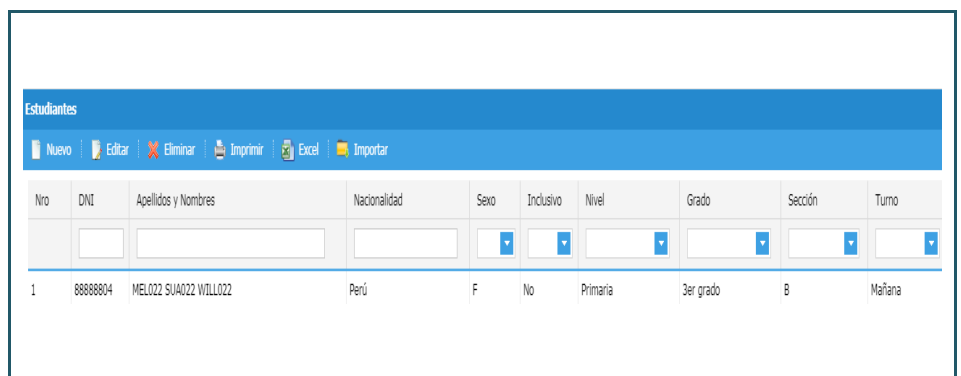 Estudiantes
Nuevo Editar Eliminar Imprimir Excel Importar
Nro DNI Apellidos y Nombres Nacionalidad Sexo Inclusivo Nivel Grado Sección Turno
1 88888804 MEL022 SUA022 WILL022 Perú F No Primaria 3er grado B Mañana